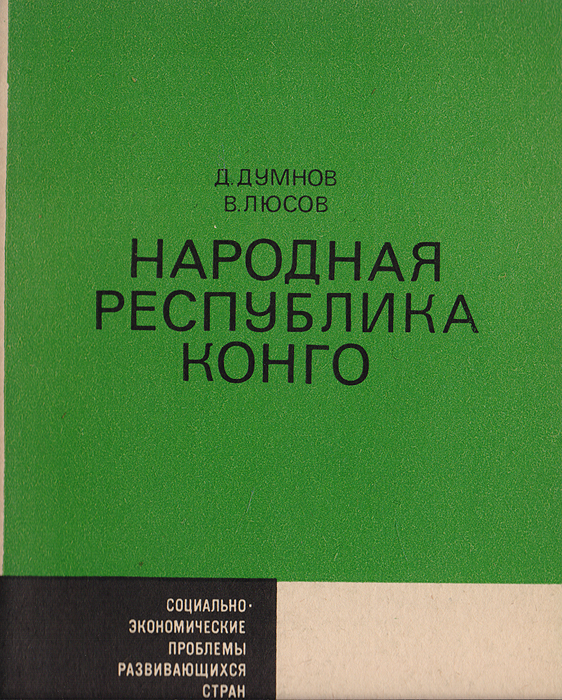 Д. ДУМНОВ
В. ЛЮСОВ
НАРОДНАЯ
РЕСПУБЛИКА
КОНГО
СОЦИАЛЬНО-
ЭКОНОМИЧЕСКИЕ
ПРОБЛЕМЫ
РАЗВИВАЮЩИХСЯ
СТРАН